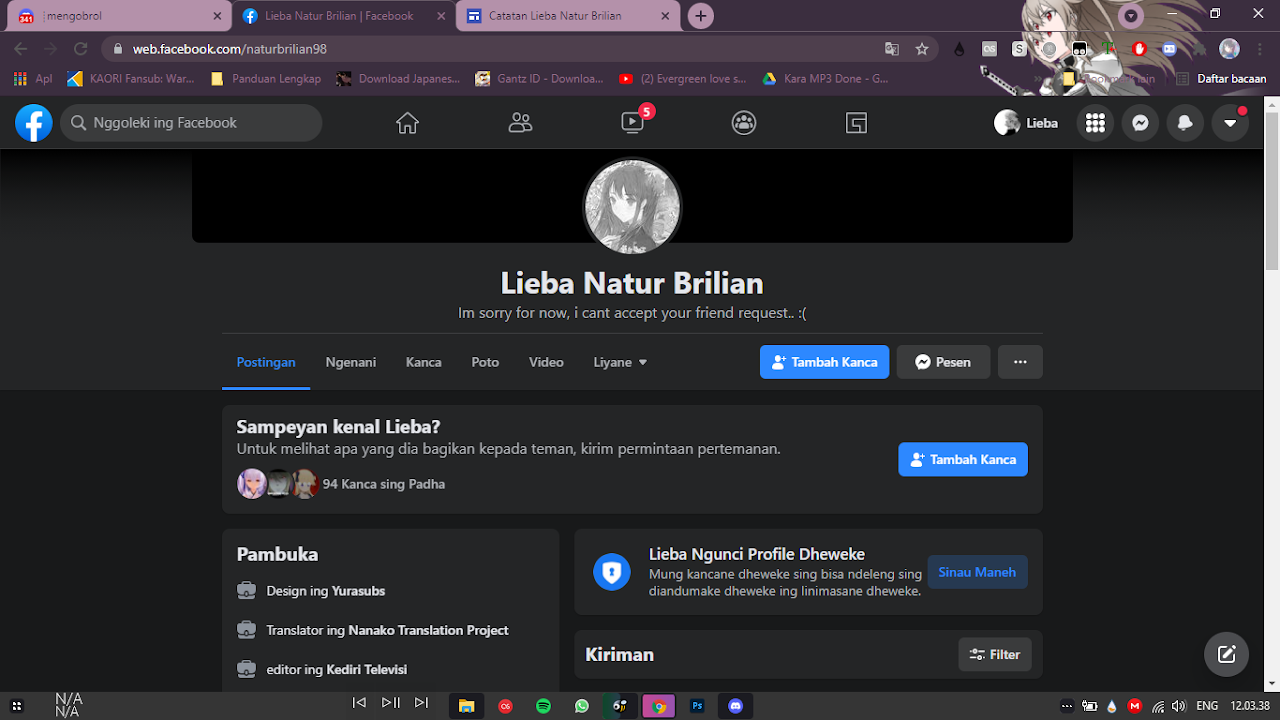 341
mengobrol
Lieba Natur Brilian | Facebook
Catatan Lieba Natur Brilian
web.facebook.com/naturbrilian98
Apl
KAORI Fansub: War...
Panduan Lengkap
Download Japanes...
Gantz ID - Downloa...
(2) Evergreen love s...
Kara MP3 Done - G...
Daftar bacaan
Nggoleki ing Facebook
5
Lieba
Lieba Natur Brilian
Im sorry for now, i cant accept your friend request.. :(
Postingan
Ngenani
Kanca
Poto
Video
Liyane
Tambah Kanca
Pesen
Sampeyan kenal Lieba?
Untuk melihat apa yang dia bagikan kepada teman, kirim permintaan pertemanan.
Tambah Kanca
94 Kanca sing Padha
Pambuka
Design ing Yurasubs
Translator ing Nanako Translation Project
editor ing Kediri Televisi
Lieba Ngunci Profile Dheweke
Mung kancane dheweke sing bisa ndeleng sing
diandumake dheweke ing linimasane dheweke.
Sinau Maneh
Kiriman
Filter
N/A
N/A
Ps
ENG
12.03.38